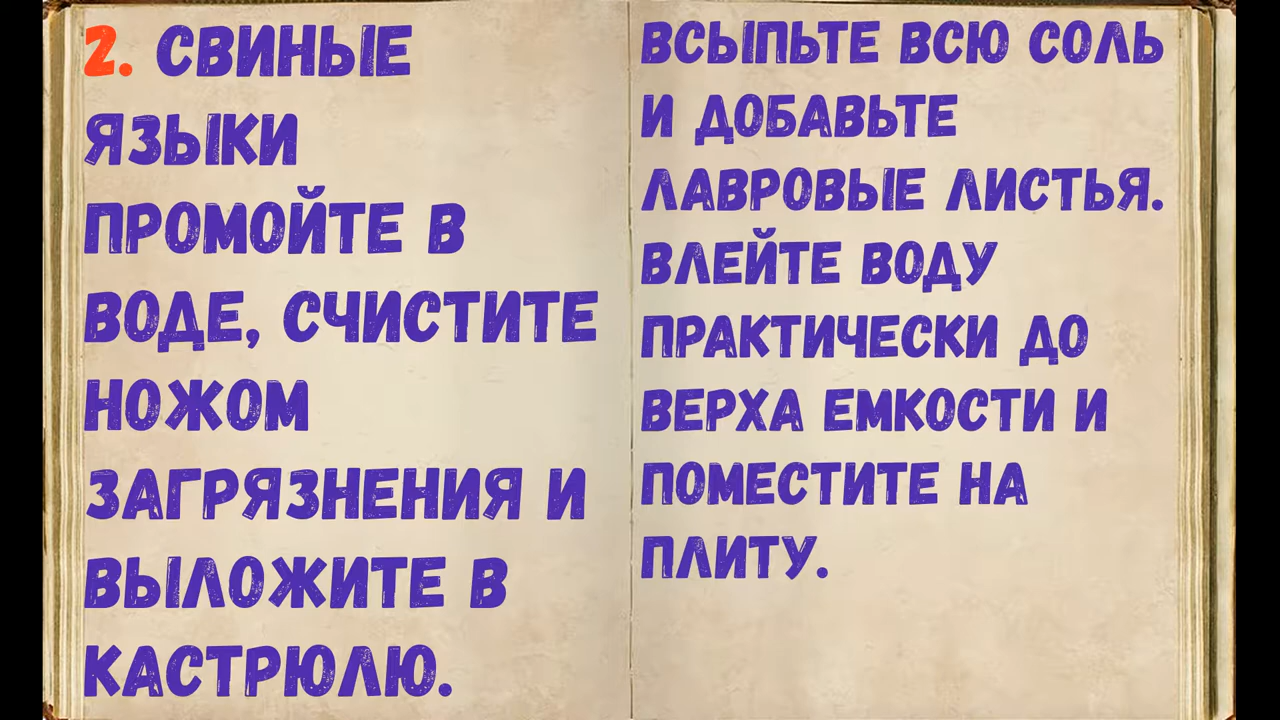 2. СВИНЫЕ
ЯЗЫКИ
ПРОМОЙТЕ В
ВОДЕ, СЧИСТИТЕ
НОЖОМ
ЗАГРЯЗНЕНИЯ И
ВЫЛОЖИТЕ В
КАСТРЮЛЮ.
ВСЫПЬТЕ ВСЮ СОЛЬ
И ДОБАВЬТЕ
ЛАВРОВЫЕ ЛИСТЬЯ.
ВЛЕЙТЕ ВОДУ
ПРАКТИЧЕСКИ ДО
ВЕРХА ЕМКОСТИ И
ПОМЕСТИТЕ НА
ПЛИТУ.